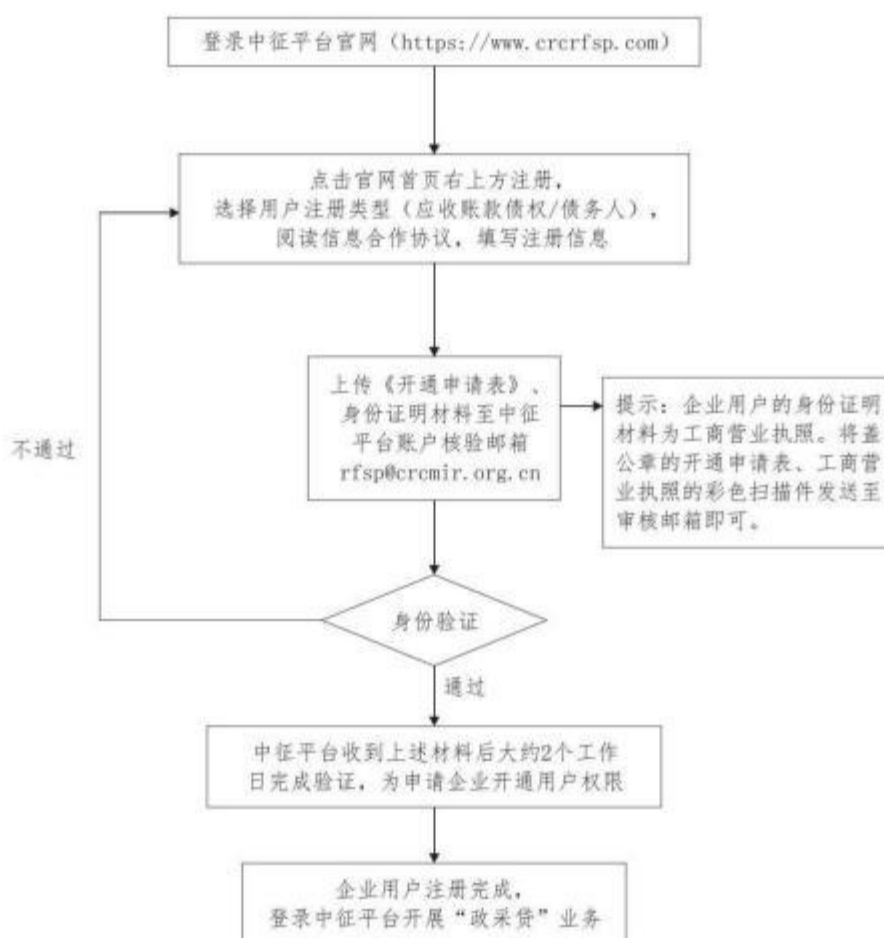 登录中征平台官网（https://www.crcrfsp.com）
点击官网首页右上方注册，
选择用户注册类型（应收账款债权/债务人），
阅读信息合作协议，填写注册信息
上传《开通申请表》、
身份证明材料至中征
平台账户核验邮箱
rfsp@crcmir.org.cn
提示：企业用户的身份证明
材料为工商营业执照。将盖
公章的开通申请表、工商营
业执照的彩色扫描件发送至
审核邮箱即可。
不通过
身份验证
通过
中征平台收到上述材料后大约2个工作
日完成验证，为申请企业开通用户权限
企业用户注册完成，
登录中征平台开展“政采贷”业务